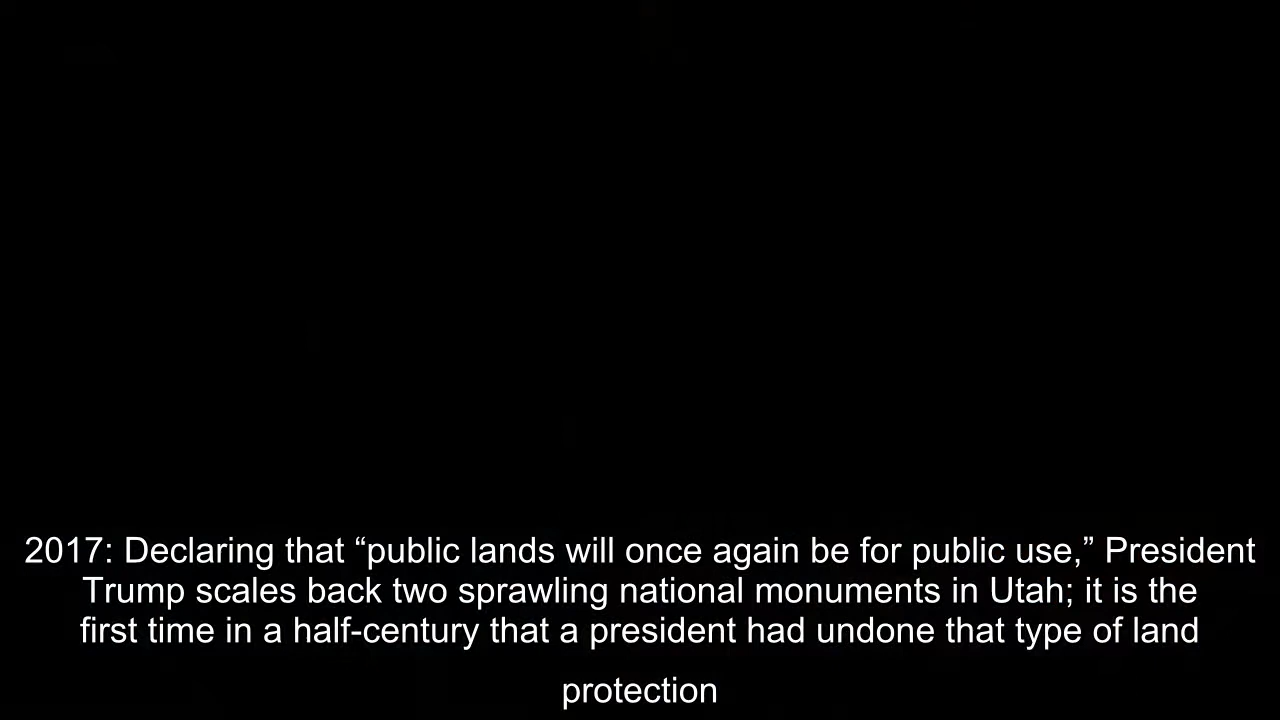 2017: Declaring that “public lands will once again be for public use,” President
Trump scales back two sprawling national monuments in Utah; it is the
first time in a half-century that a president had undone that type of land
protection